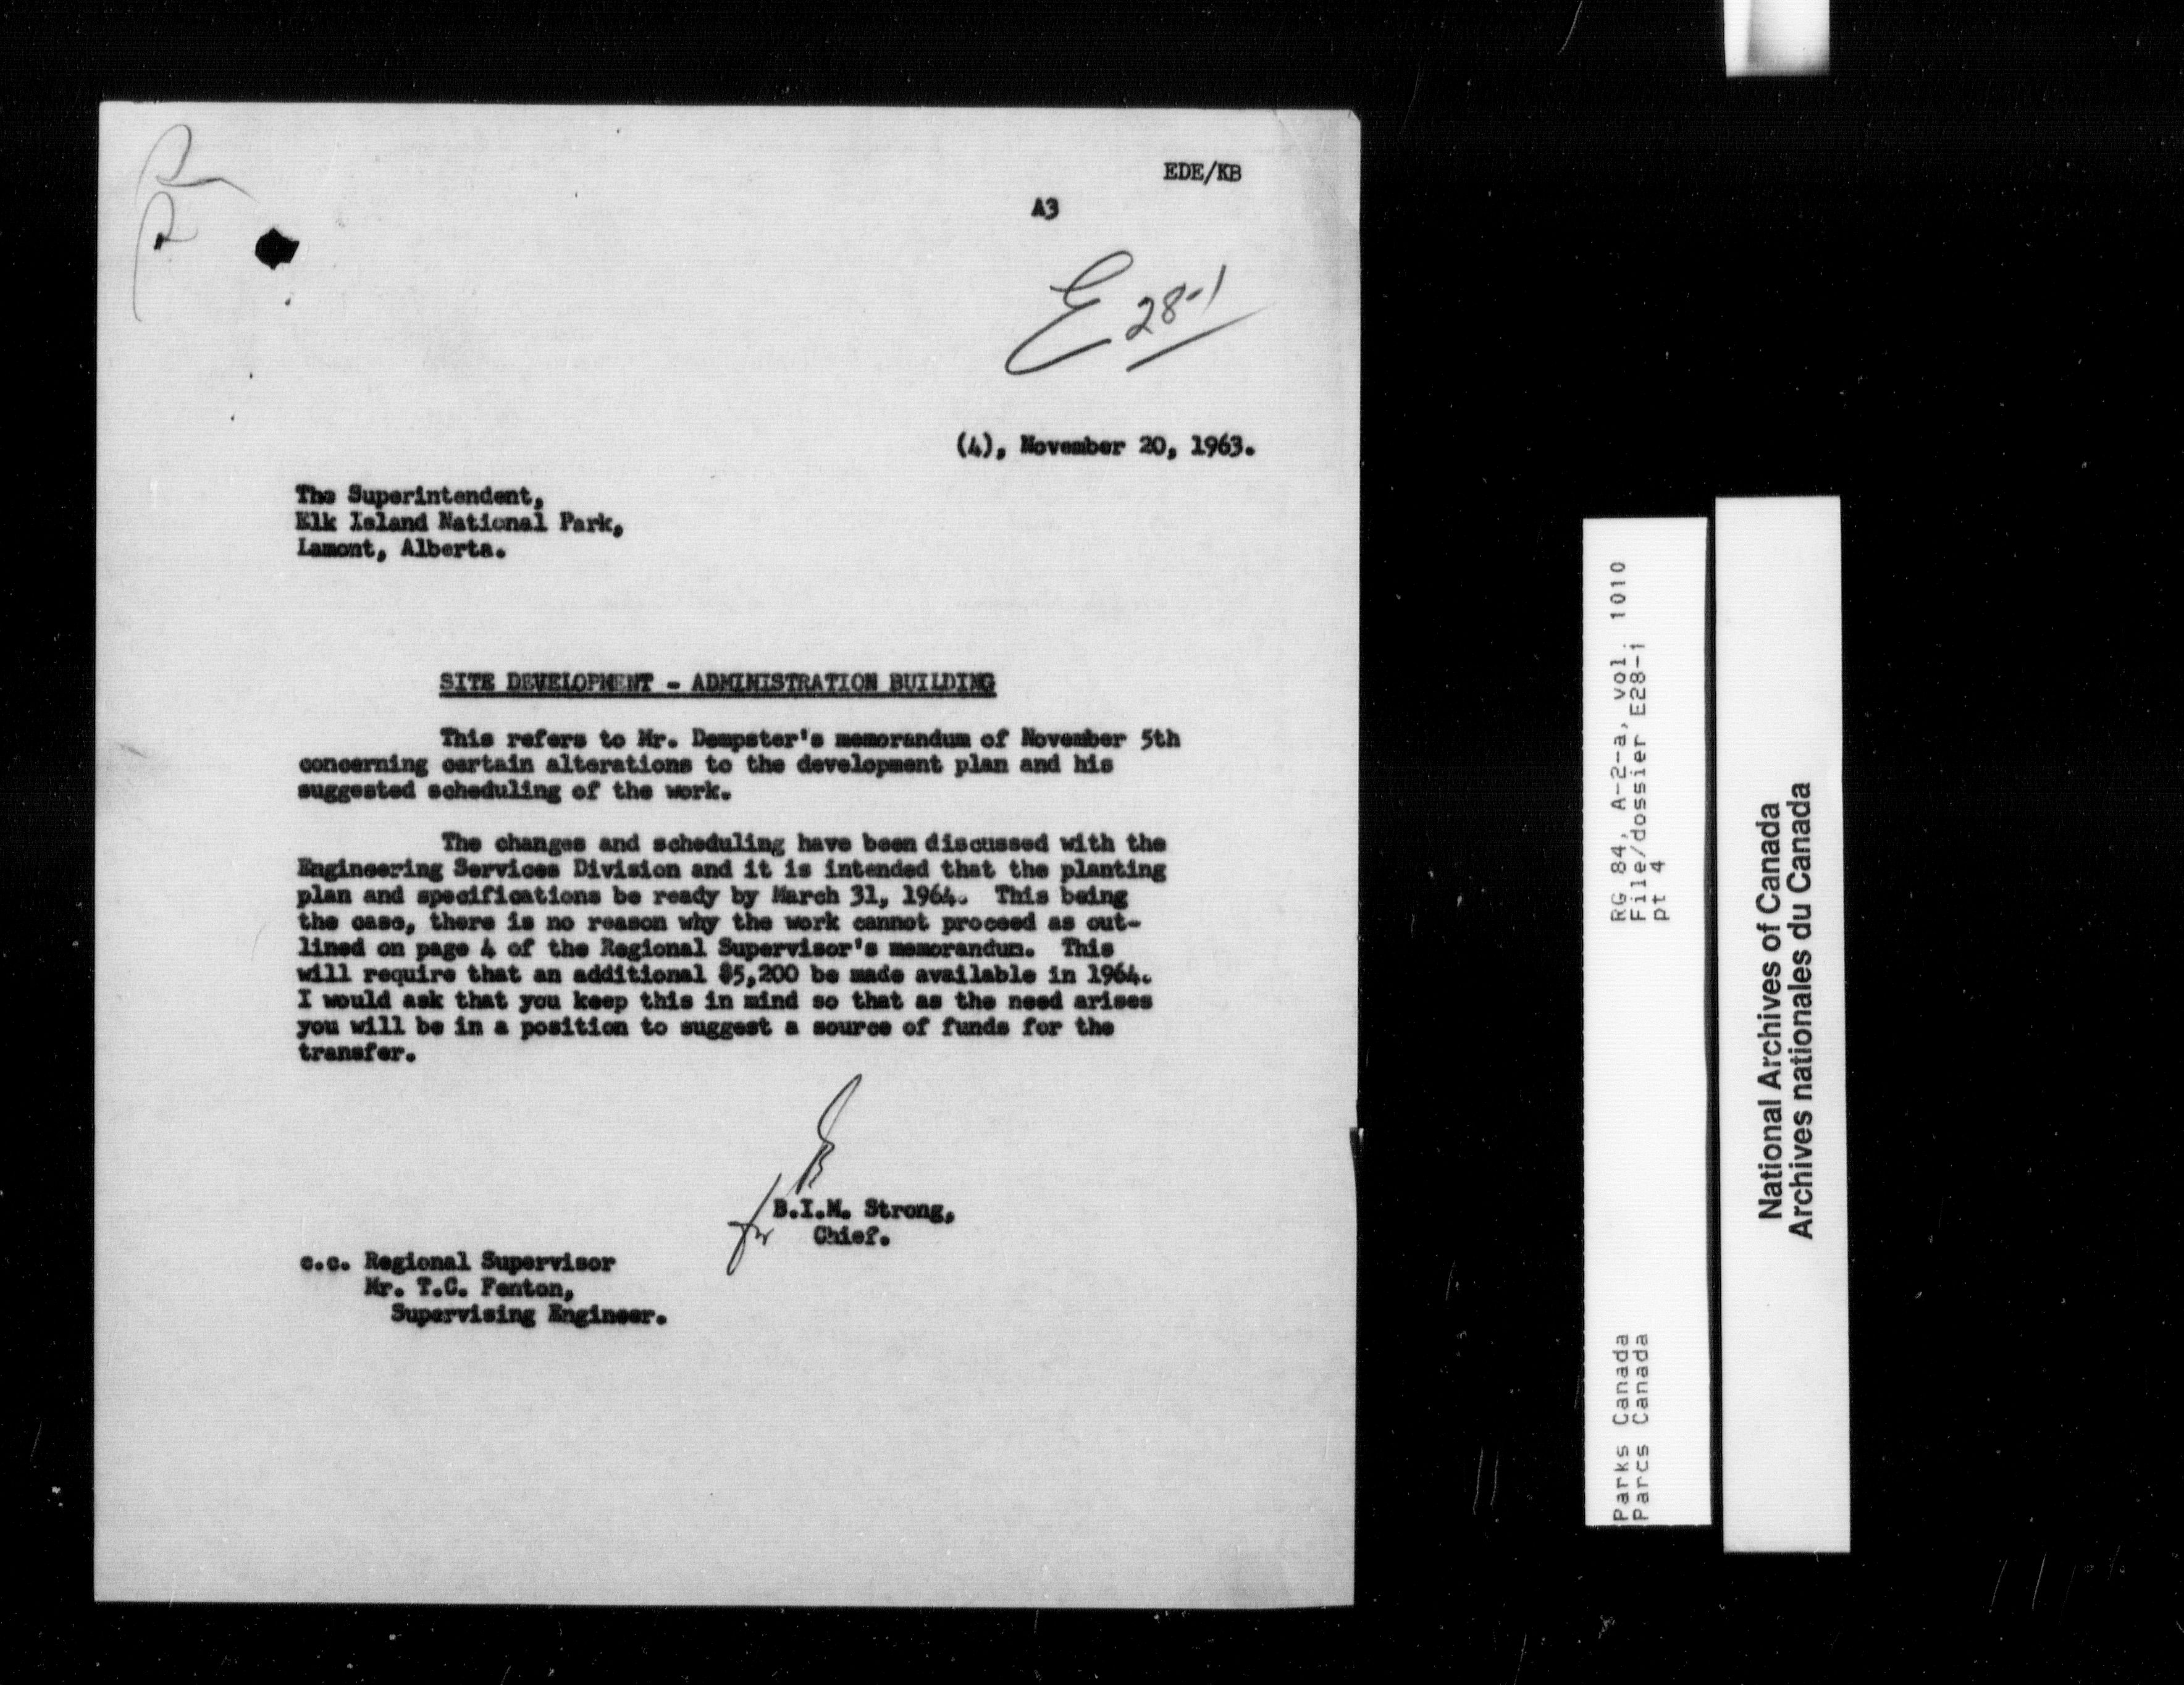 EDE/KB
A3
E 28-1
(4), November 20, 1963.
The Superintendent,
Elk Island National Park,
Lamont, Alberta.
SITE DEVELOPMENT - ADMINISTRATION BUILDING
This refers to Mr. Dempster's memorandum of November 5th
concerning certain alterations to the development plan and his
suggested scheduling of the work.
The changes and scheduling have been discussed with the
Engineering Services Division and it is intended that the planting
plan and specifications be ready by March 31, 1964. This being
the case, there is no reason why the work cannot proceed as out-
lined on page 4 of the Regional Supervisor's memorandum. This
will require that an additional $5,200 be made available in 1964.
I would ask that you keep this in mind so that as the need arises
you will be in a position to suggest a source of funds for the
transfer.
for B.I.M. Strong,
Chief.
c.c. Regional Supervisor
Mr. T.C. Fenton,
Supervising Engineer.
RG 84, A-2-a, vol. 1010
File/dossier E28-1
pt 4
Parks Canada
Parcs Canada
National Archives of Canada
Archives nationales du Canada